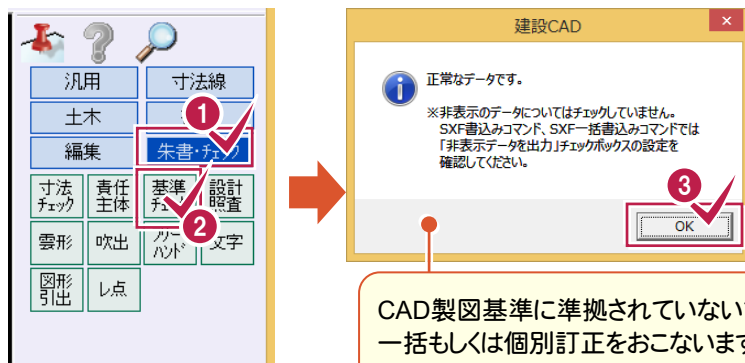 汎用 寸法線
土木
編集 朱書・チェック
寸法
チェック
責任
主体
基準
設計
照査
雲形
吹出
フリー
ハンド
文字
図形
引出
レ点
1
2
建設CAD
正常なデータです。
※非表示のデータについてはチェックしていません。
SXF書込みコマンド、SXF一括書込みコマンドでは
「非表示データを出力」チェックボックスの設定を
確認してください。
3
OK
CAD製図基準に準拠されていない
一括もしくは個別訂正をおこないます